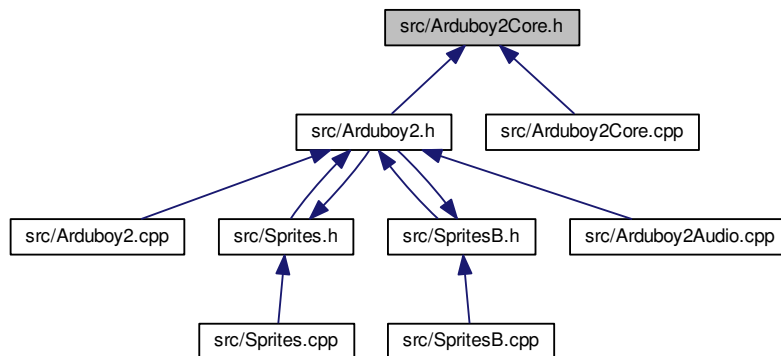 src/Arduboy2Core.h
src/Arduboy2.h
src/Arduboy2Core.cpp
src/Arduboy2.cpp
src/Sprites.h
src/SpritesB.h
src/Arduboy2Audio.cpp
src/Sprites.cpp
src/SpritesB.cpp